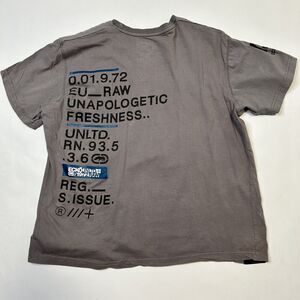 0.01.9.72
EU_RAW
UNAPOLOGETIC
FRESHNESS..
UNLTD.
RN. 93.5
.3.6
REG._
S.ISSUE.
® ///+